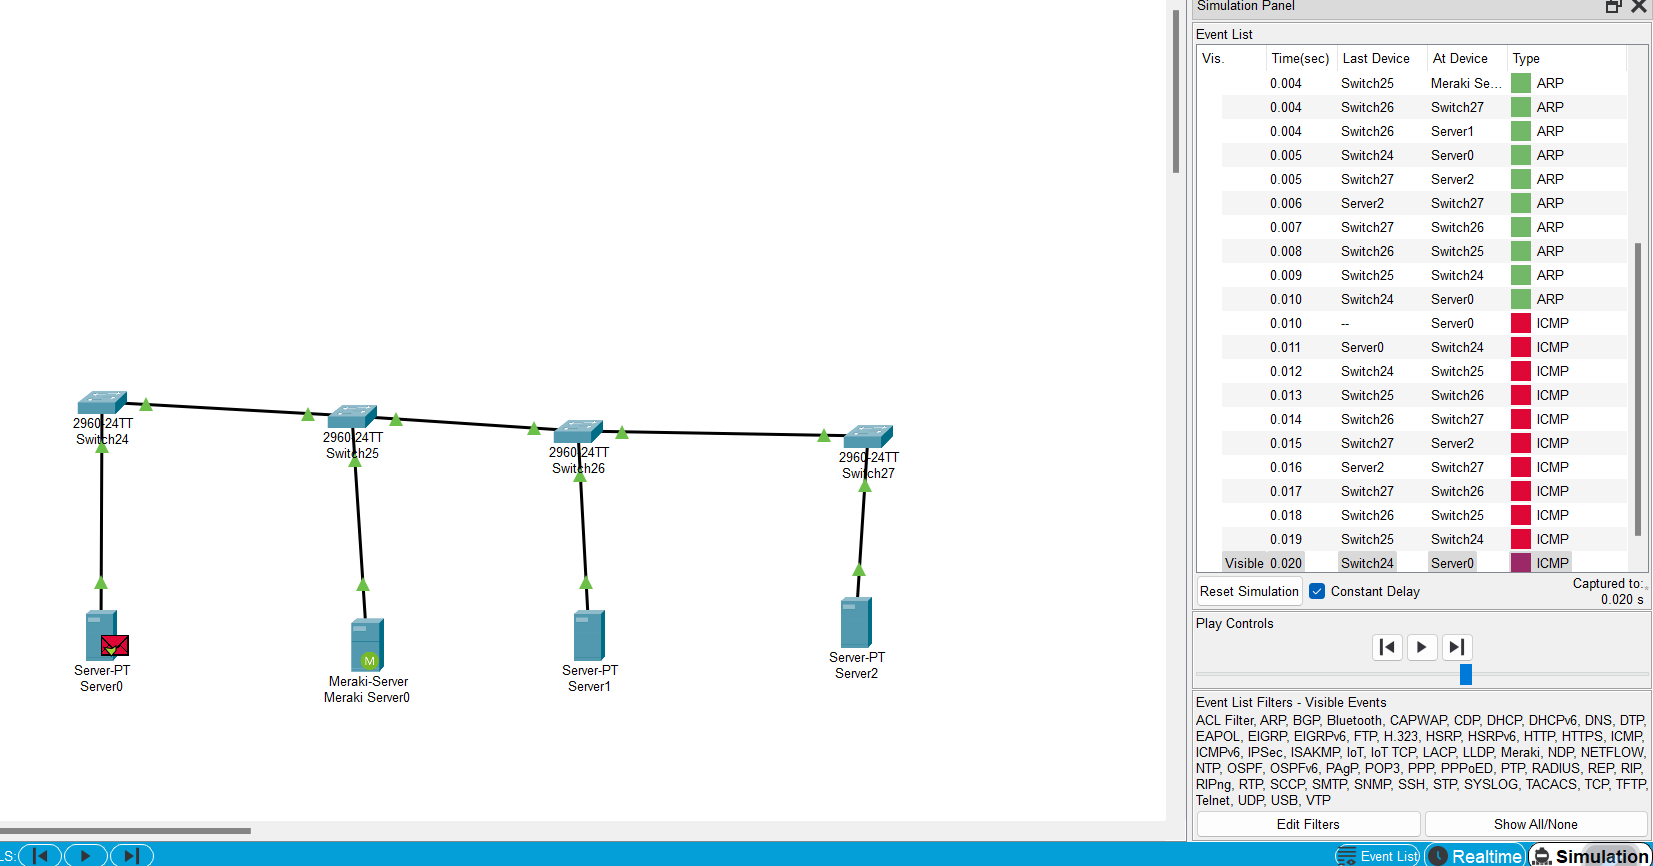 Simulation Panel
Event List
Vis. Time(sec) Last Device At Device Type
0.004 Switch25 Meraki Se... ARP
0.004 Switch26 Switch27 ARP
0.004 Switch26 Server1 ARP
0.005 Switch24 Server0 ARP
0.005 Switch27 Server2 ARP
0.006 Server2 Switch27 ARP
0.007 Switch27 Switch26 ARP
0.008 Switch26 Switch25 ARP
0.009 Switch25 Switch24 ARP
0.010 Switch24 Server0 ARP
0.010 -- Server0 ICMP
0.011 Server0 Switch24 ICMP
0.012 Switch24 Switch25 ICMP
0.013 Switch25 Switch26 ICMP
0.014 Switch26 Switch27 ICMP
0.015 Switch27 Server2 ICMP
0.016 Server2 Switch27 ICMP
0.017 Switch27 Switch26 ICMP
0.018 Switch26 Switch25 ICMP
0.019 Switch25 Switch24 ICMP
Visible 0.020 Switch24 Server0 ICMP
Reset Simulation Constant Delay
Captured to:
0.020 s
Play Controls
Event List Filters - Visible Events
ACL Filter, ARP, BGP, Bluetooth, CAPWAP, CDP, DHCP, DHCPv6, DNS, DTP,
EAPOL, EIGRP, EIGRPv6, FTP, H.323, HSRP, HSRPv6, HTTP, HTTPS, ICMP,
ICMPv6, IPSec, ISAKMP, IoT, IoT TCP, LACP, LLDP, Meraki, NDP, NETFLOW,
NTP, OSPF, OSPFv6, PAgP, POP3, PPP, PPPoED, PTP, RADIUS, REP, RIP,
RIPng, RTP, SCCP, SMTP, SNMP, SSH, STP, SYSLOG, TACACS, TCP, TFTP,
Telnet, UDP, USB, VTP
Edit Filters Show All/None
2960-24TT
Switch24
2960-24TT
Switch25
2960-24TT
Switch26
2960-24TT
Switch27
Server-PT
Server0
Meraki-Server
Meraki Server0
M
Server-PT
Server1
Server-PT
Server2
LS:
Event List Realtime Simulation